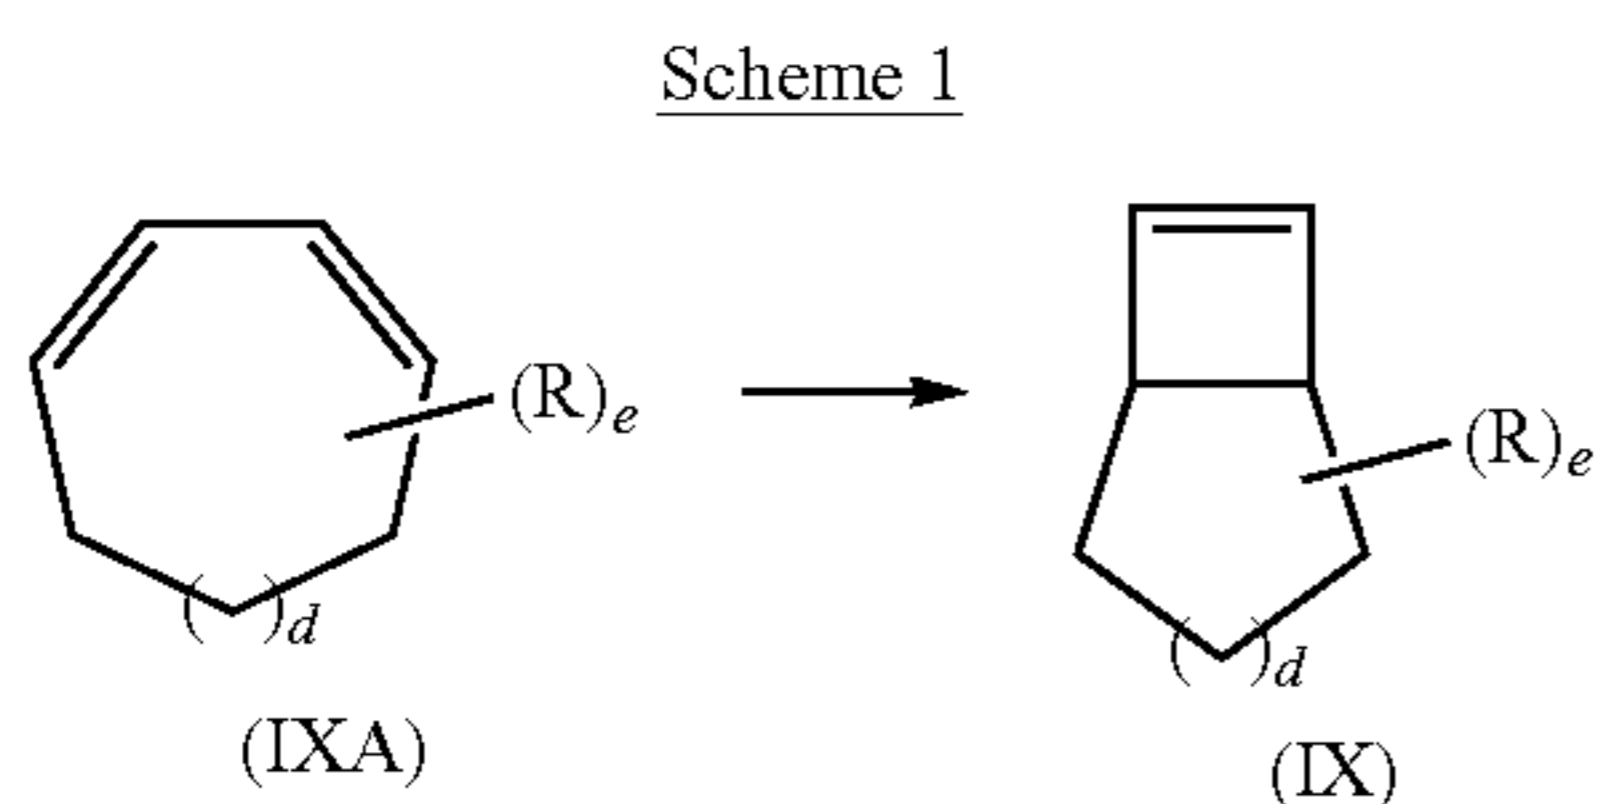 Scheme 1
(R)e
(R)e
( )d
( )d
(IXA)
(IX)